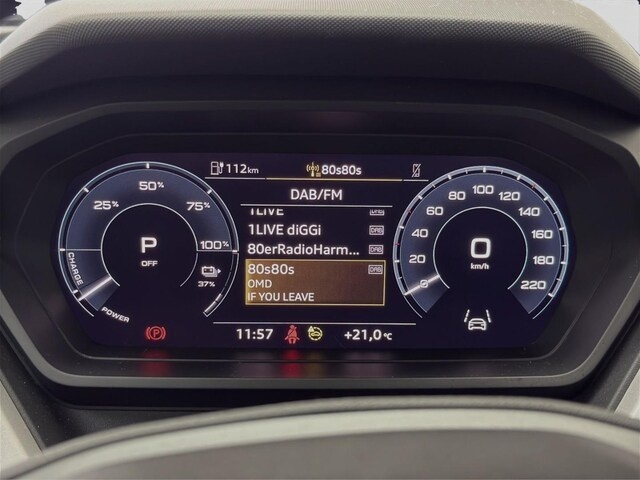 112km
80s80s
DAB/FM
1LIVE
1LIVE diGGi DAB
80erRadioHarm... DAB
80s80s DAB
OMD
IF YOU LEAVE
25% 50% 75% 100%
P
OFF
37%
CHARGE
POWER
0 20 40 60 80 100 120 140 160 180 200 220
0
km/h
P
11:57
+21,0°C